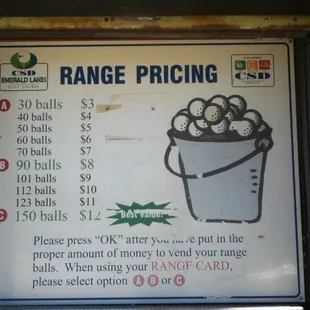 CSD
EMERALD LAKES
RANGE PRICING
CSD
A 30 balls $3
40 balls $4
50 balls $5
60 balls $6
70 balls $7
B 90 balls $8
101 balls $9
112 balls $10
123 balls $11
C 150 balls $12 Best Value!
Please press "OK" after you have put in the
proper amount of money to vend your range
balls. When using your RANGE CARD,
please select option A B or C